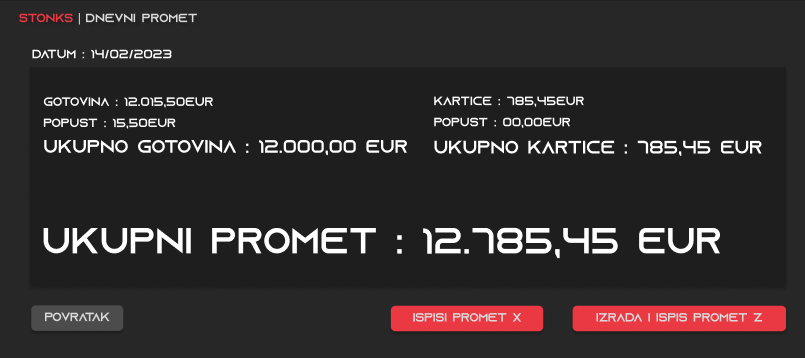 STONKS | DNEVNI PROMET
DATUM : 14/02/2023
GOTOVINA : 12.015,50EUR
POPUST : 15,50EUR
UKUPNO GOTOVINA : 12.000,00 EUR
KARTICE : 785,45EUR
POPUST : 00,00EUR
UKUPNO KARTICE : 785,45 EUR
UKUPNI PROMET : 12.785,45 EUR
POVRATAK
ISPISI PROMET X
IZRADA I ISPIS PROMET Z